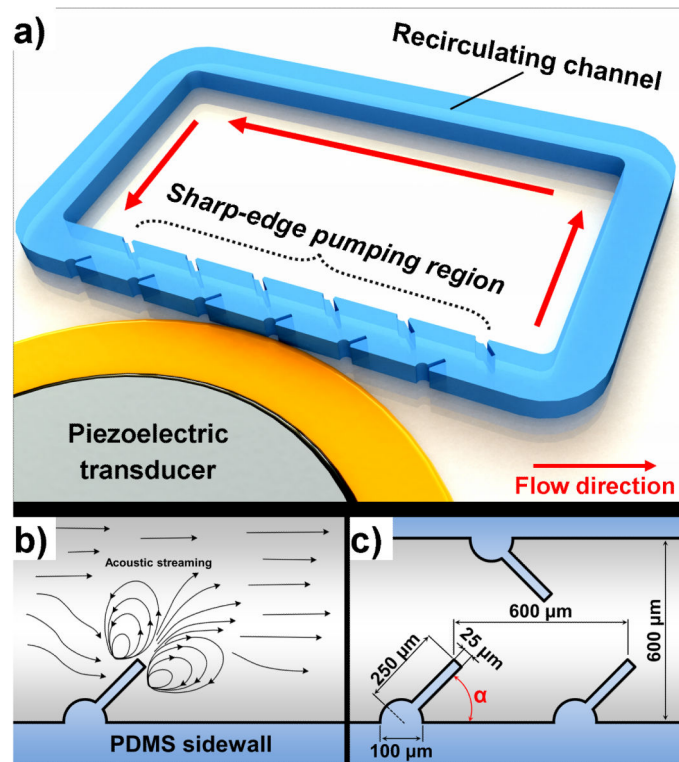 a)
Recirculating
channel
Sharp-edge pumping
region
Piezoelectric
transducer
Flow direction
b)
Acoustic streaming
PDMS sidewall
c)
600 µm
600 µm
250 µm
25 µm
α
100 µm